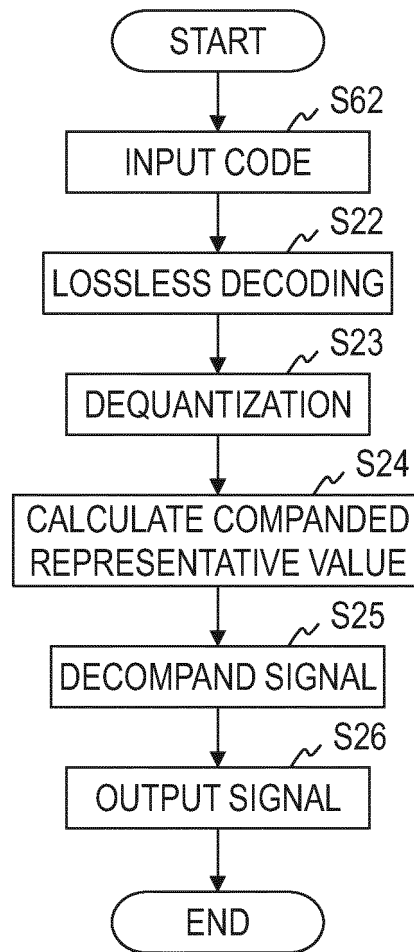 START
S62
INPUT CODE
S22
LOSSLESS DECODING
S23
DEQUANTIZATION
S24
CALCULATE COMPANDED
REPRESENTATIVE VALUE
S25
DECOMPAND SIGNAL
S26
OUTPUT SIGNAL
END